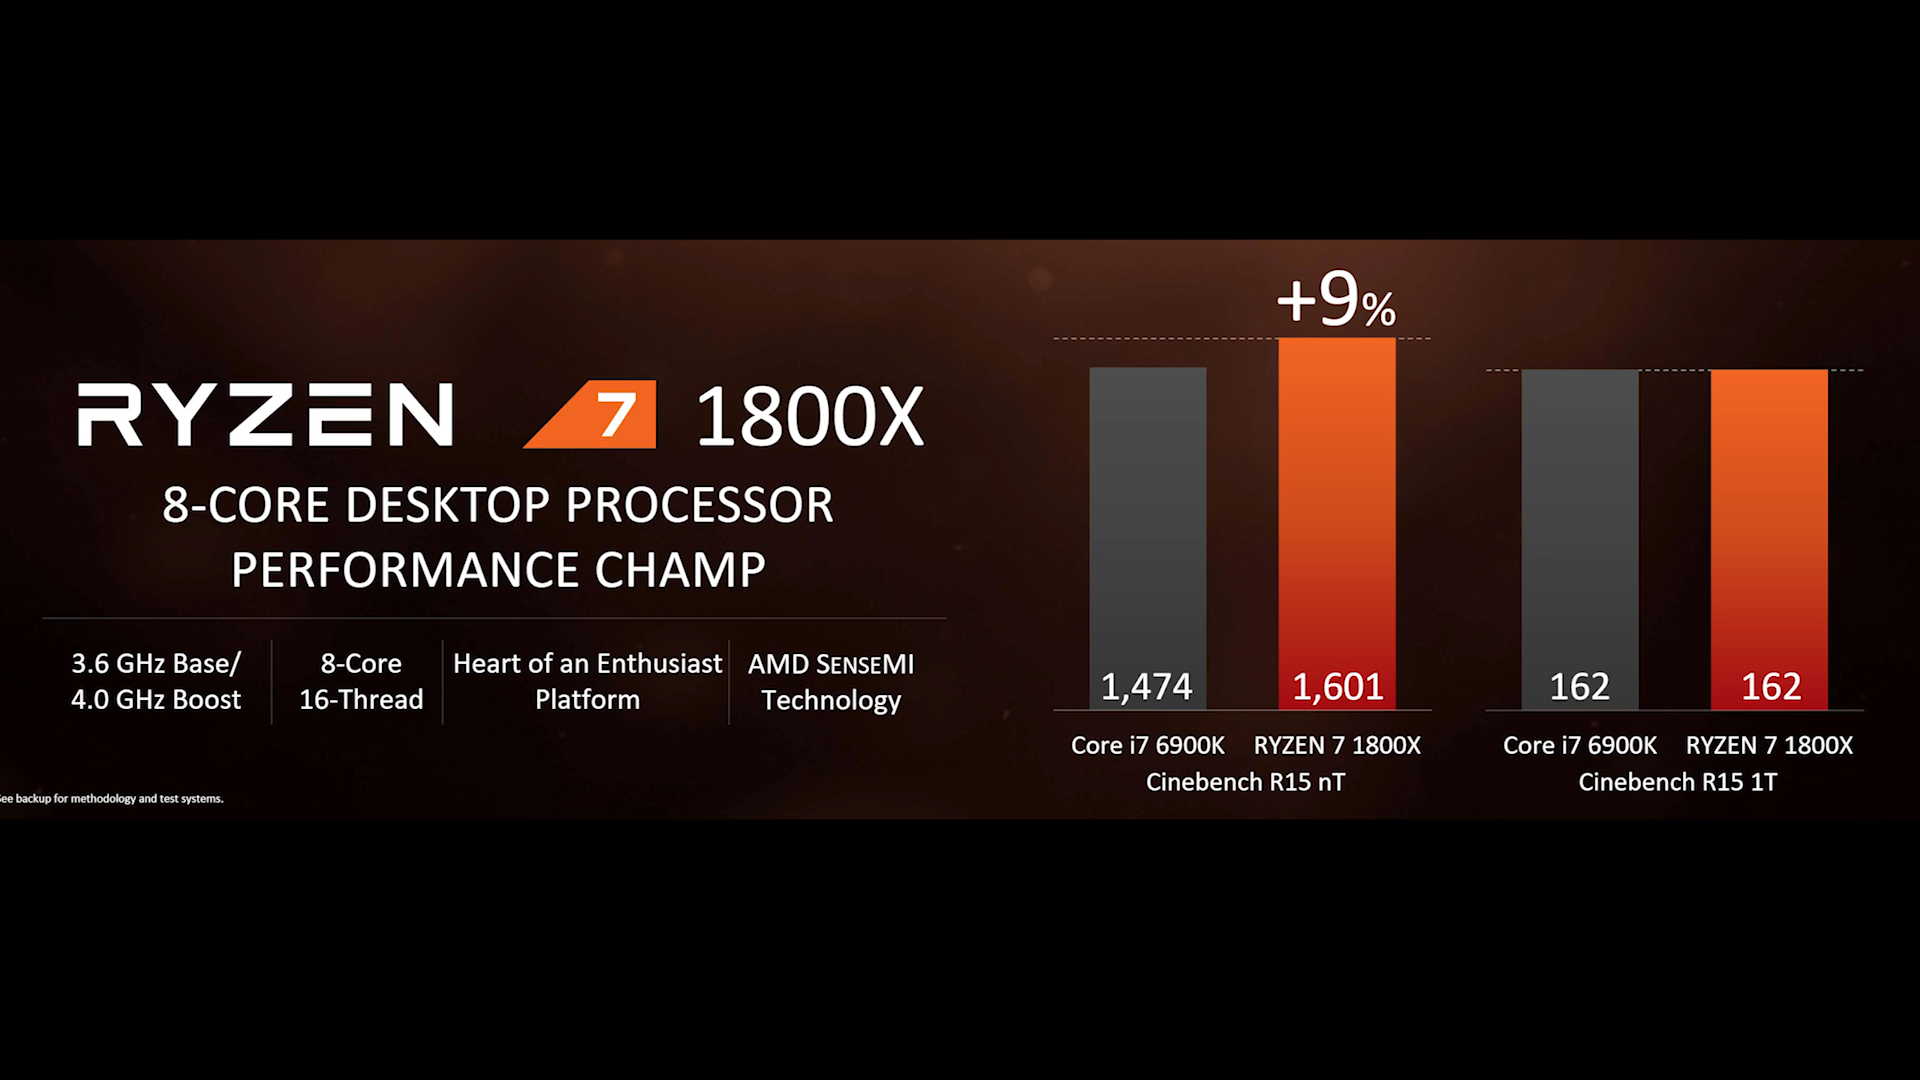 RYZEN 7 1800X
8-CORE DESKTOP PROCESSOR
PERFORMANCE CHAMP
3.6 GHz Base/
4.0 GHz Boost
8-Core
16-Thread
Heart of an Enthusiast
Platform
AMD SENSEMI
Technology
See backup for methodology and test systems.
+9%
1,474
1,601
Core i7 6900K
RYZEN 7 1800X
Cinebench R15 nT
162
162
Core i7 6900K
RYZEN 7 1800X
Cinebench R15 1T